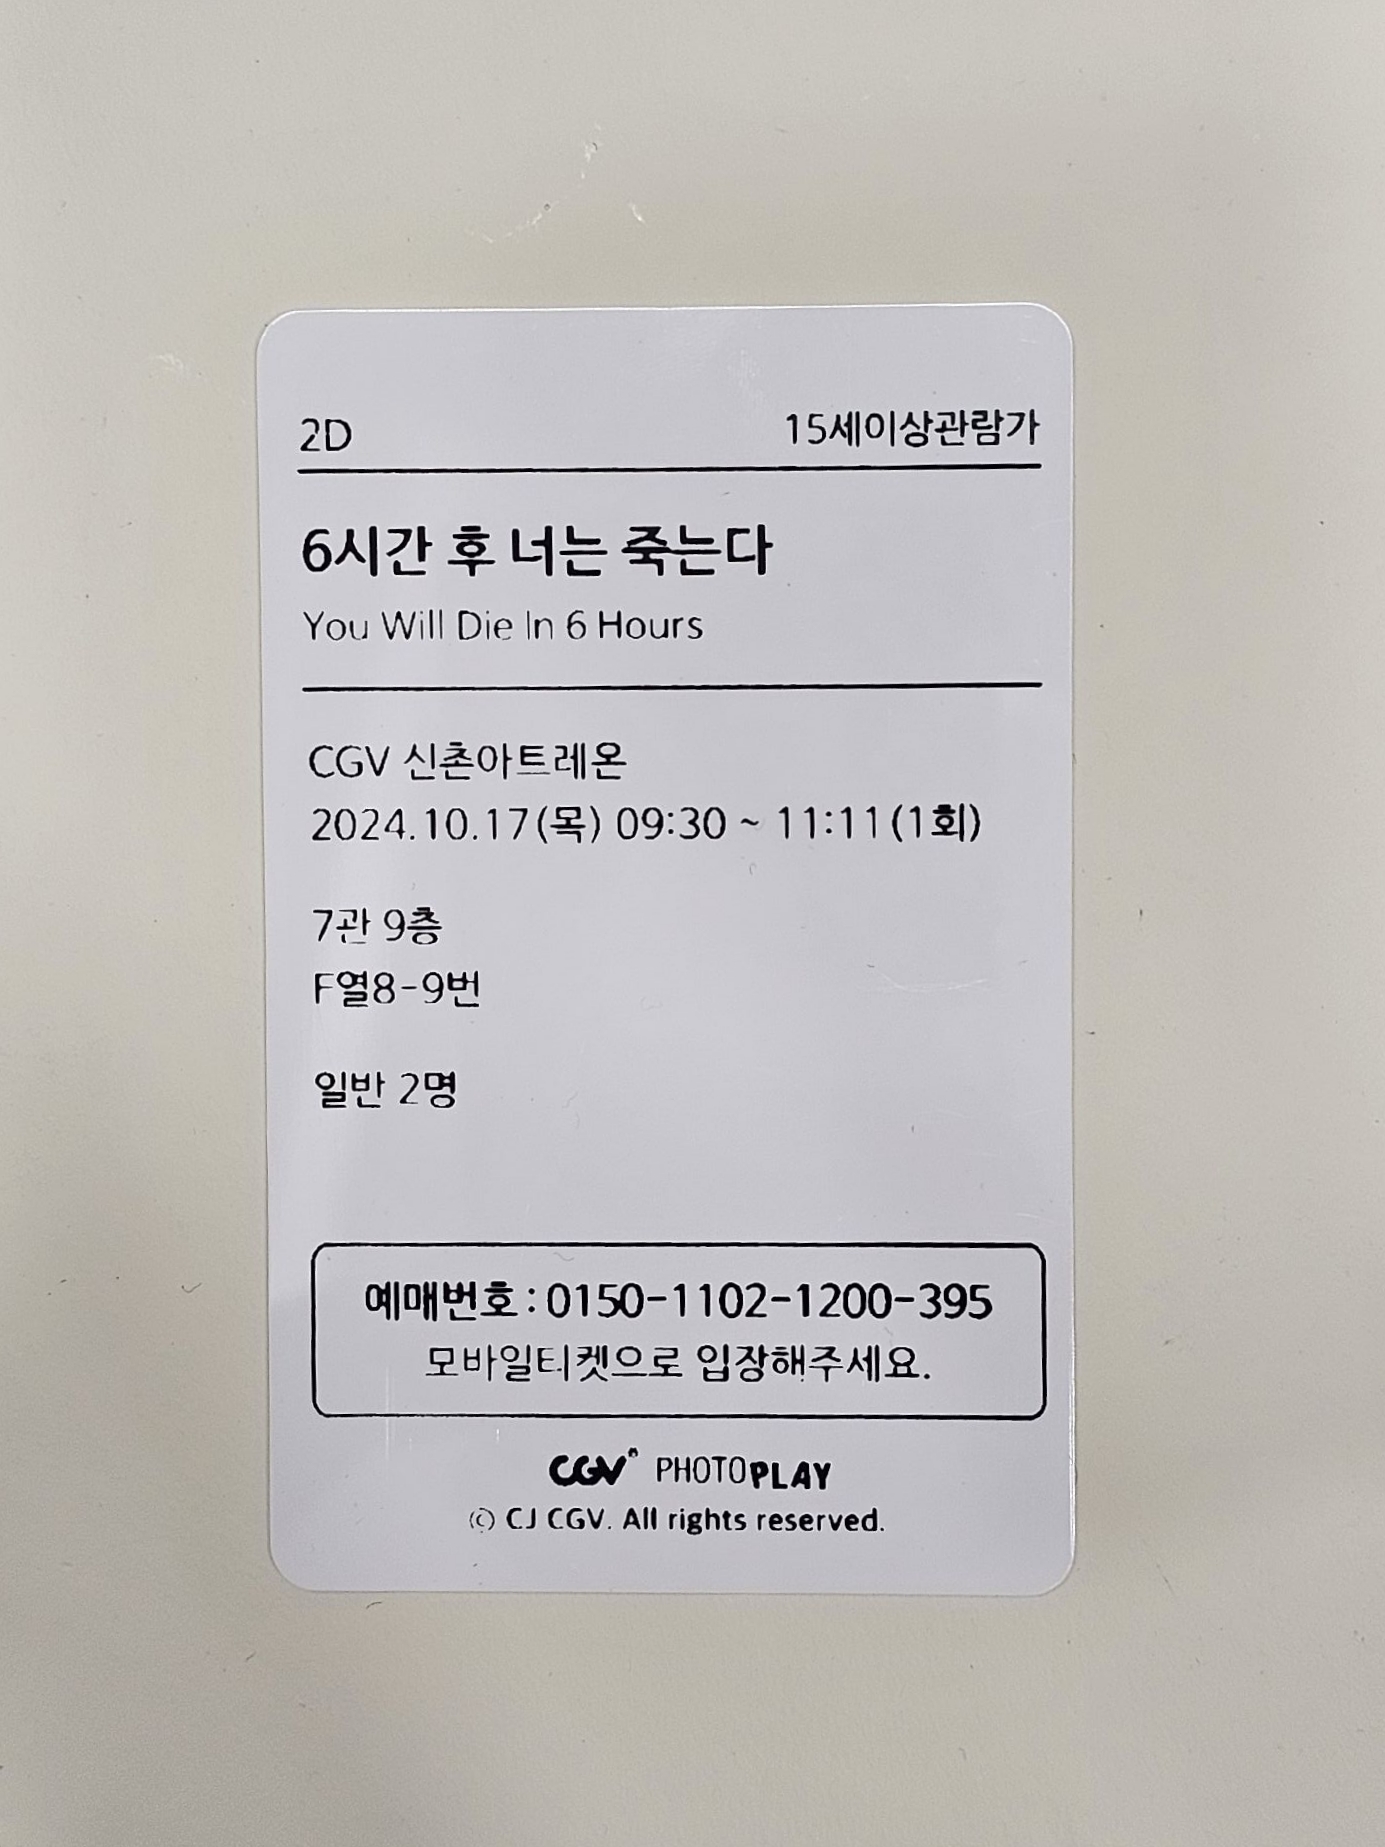 2D 15세이상관람가
6시간 후 너는 죽는다
You Will Die In 6 Hours
CGV 신촌아트레온
2024.10.17(목) 09:30 ~ 11:11(1회)
7관 9층
F열8-9번
일반 2명
예매번호:0150-1102-1200-395
모바일티켓으로 입장해주세요.
CGV PHOTOPLAY
ⓒ CJ CGV. All rights reserved.